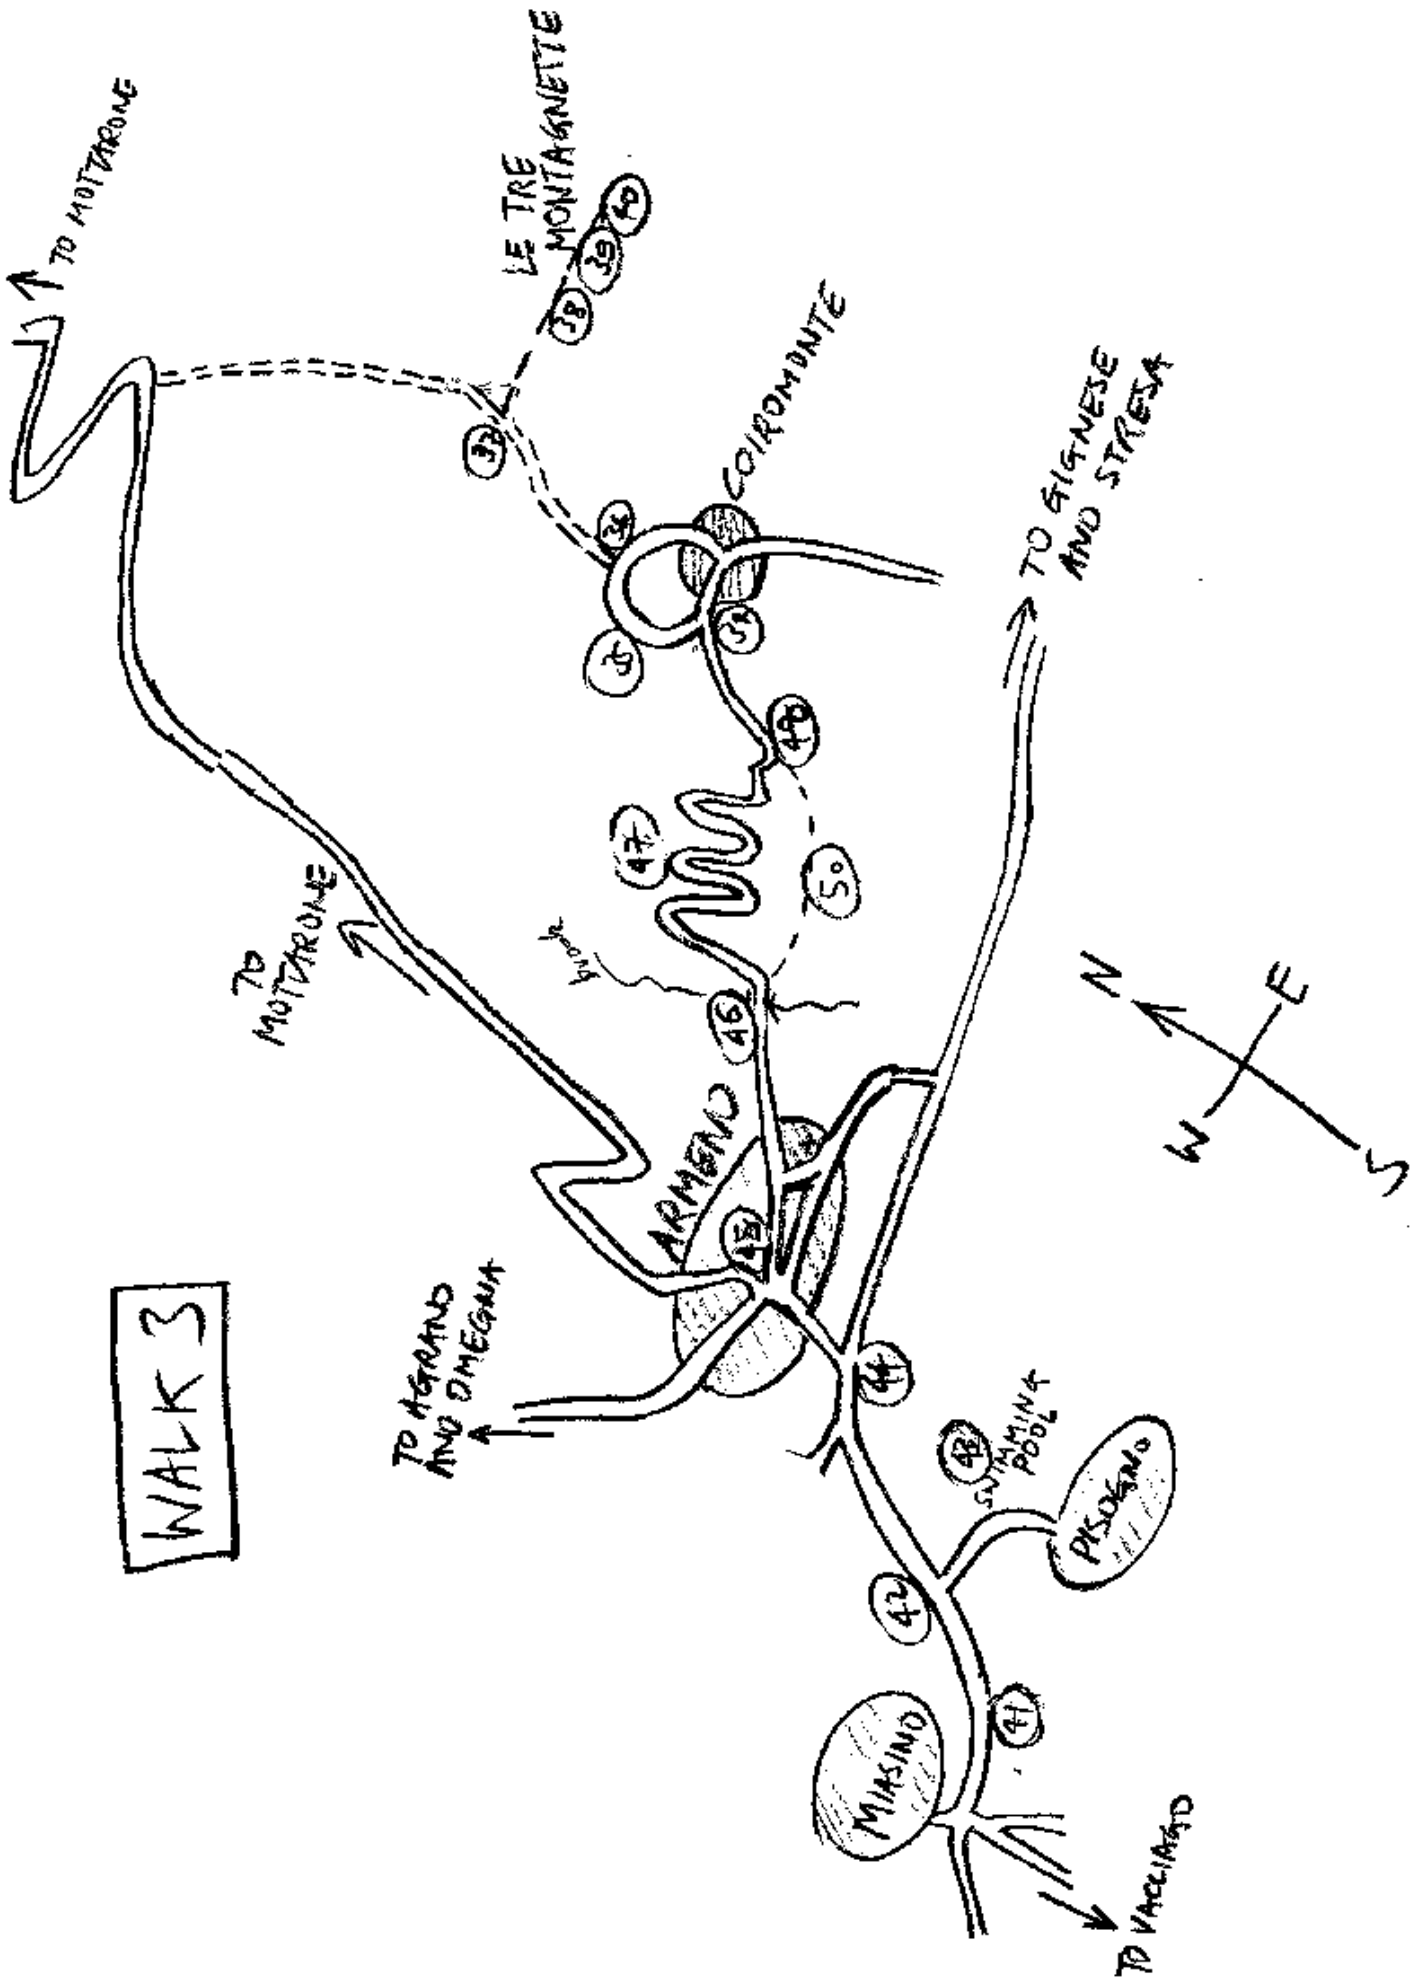 TO MOTTARONE
WALK 3
TO
MOTTARONE
TO AGRANO
AND OMEGNA
LE TRE
MONTAGNETTE
37
38
39
40
36
35
34
COIROMONTE
47
50
brook
46
ARMENO
45
44
TO GIGNESE
AND STRESA
43
SWIMMING
POOL
42
PISOGNO
MIASINO
41
TO VACCIAGO
N
W
E
S